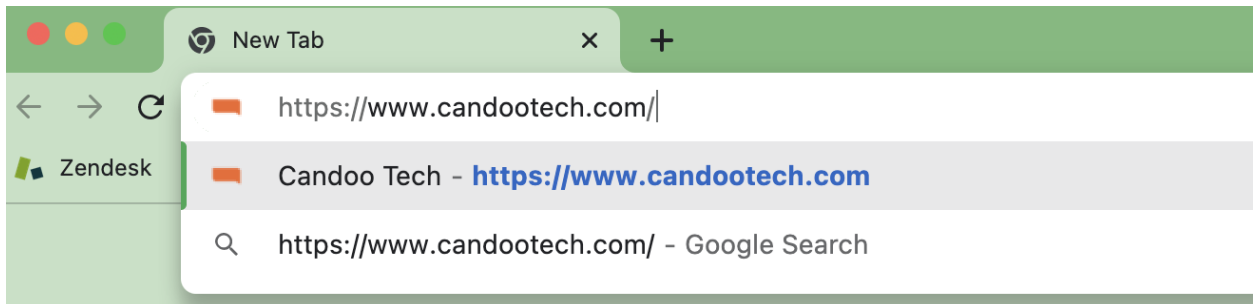 New Tab
https://www.candootech.com/
Zendesk
Candoo Tech - https://www.candootech.com
https://www.candootech.com/ - Google Search